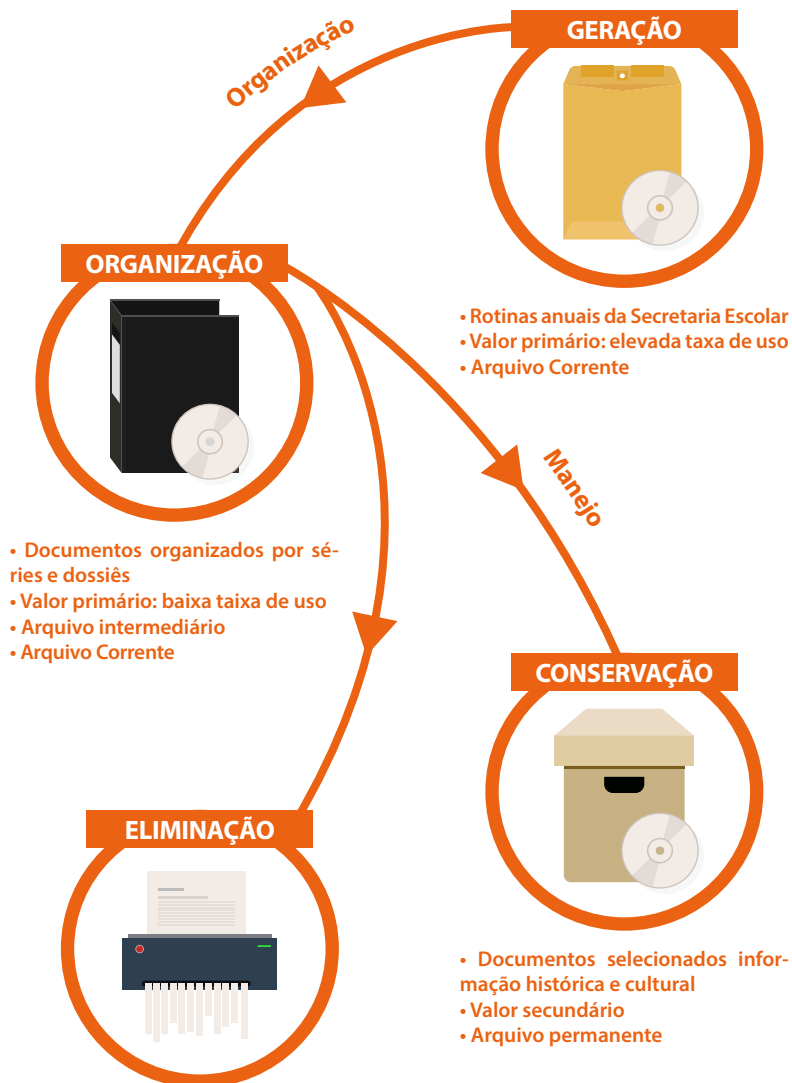 Organização
GERAÇÃO
• Rotinas anuais da Secretaria Escolar
• Valor primário: elevada taxa de uso
• Arquivo Corrente
ORGANIZAÇÃO
• Documentos organizados por sé-
ries e dossiês
• Valor primário: baixa taixa de uso
• Arquivo intermediário
• Arquivo Corrente
Manejo
CONSERVAÇÃO
• Documentos selecionados infor-
mação histórica e cultural
• Valor secundário
• Arquivo permanente
ELIMINAÇÃO